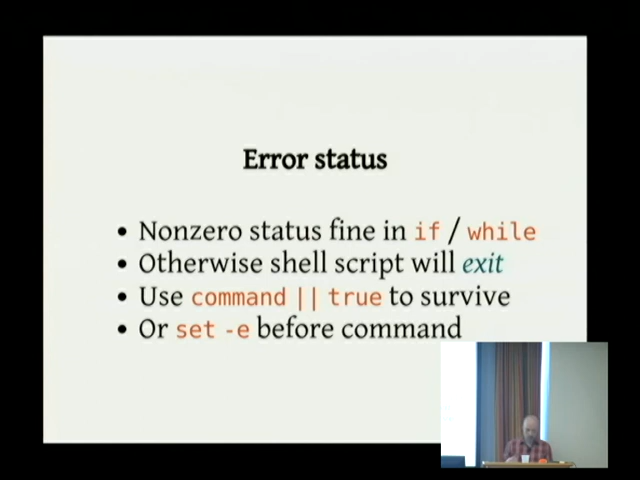 Error status
• Nonzero status fine in if / while
• Otherwise shell script will exit
• Use command || true to survive
• Or set -e before command